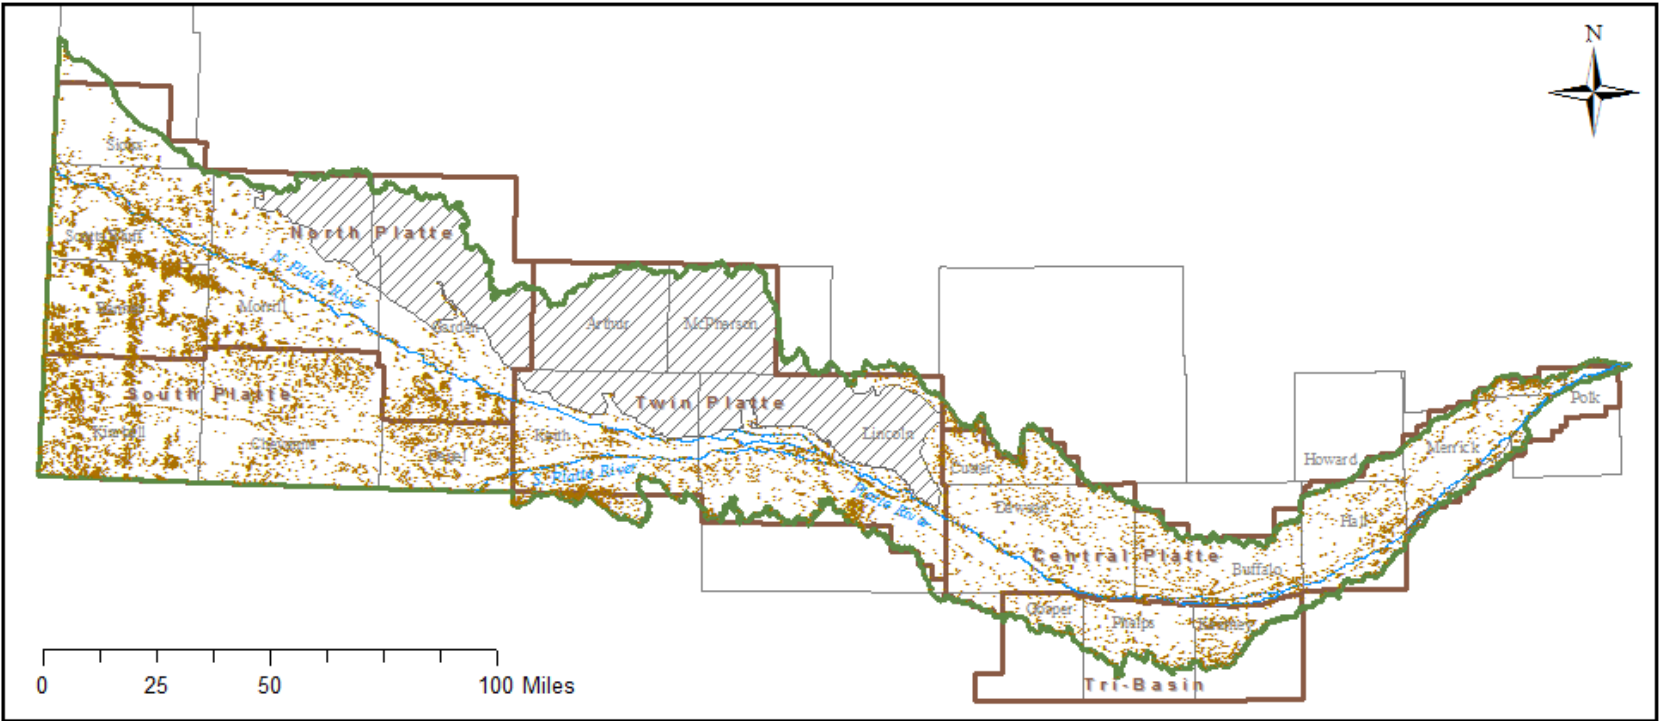 N
Sioux
Scotts Bluff
North Platte
N. Platte River
Banner
Morrill
Garden
Arthur
McPherson
South Platte
Twin Platte
Kimball
Cheyenne
Deuel
Keith
S. Platte River
Lincoln
Platte River
Custer
Dawson
Central Platte
Buffalo
Howard
Hall
Merrick
Polk
Gosper
Phelps
Kearney
Tri-Basin
0 25 50 100 Miles